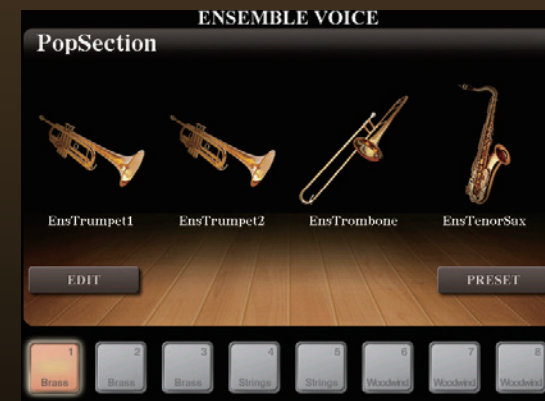 ENSEMBLE VOICE
PopSection
EnsTrumpet1 EnsTrumpet2 EnsTrombone EnsTenorSax
EDIT PRESET
1 2 3 4 5 6 7 8
Brass Brass Brass Strings Strings Woodwind Woodwind Woodwind